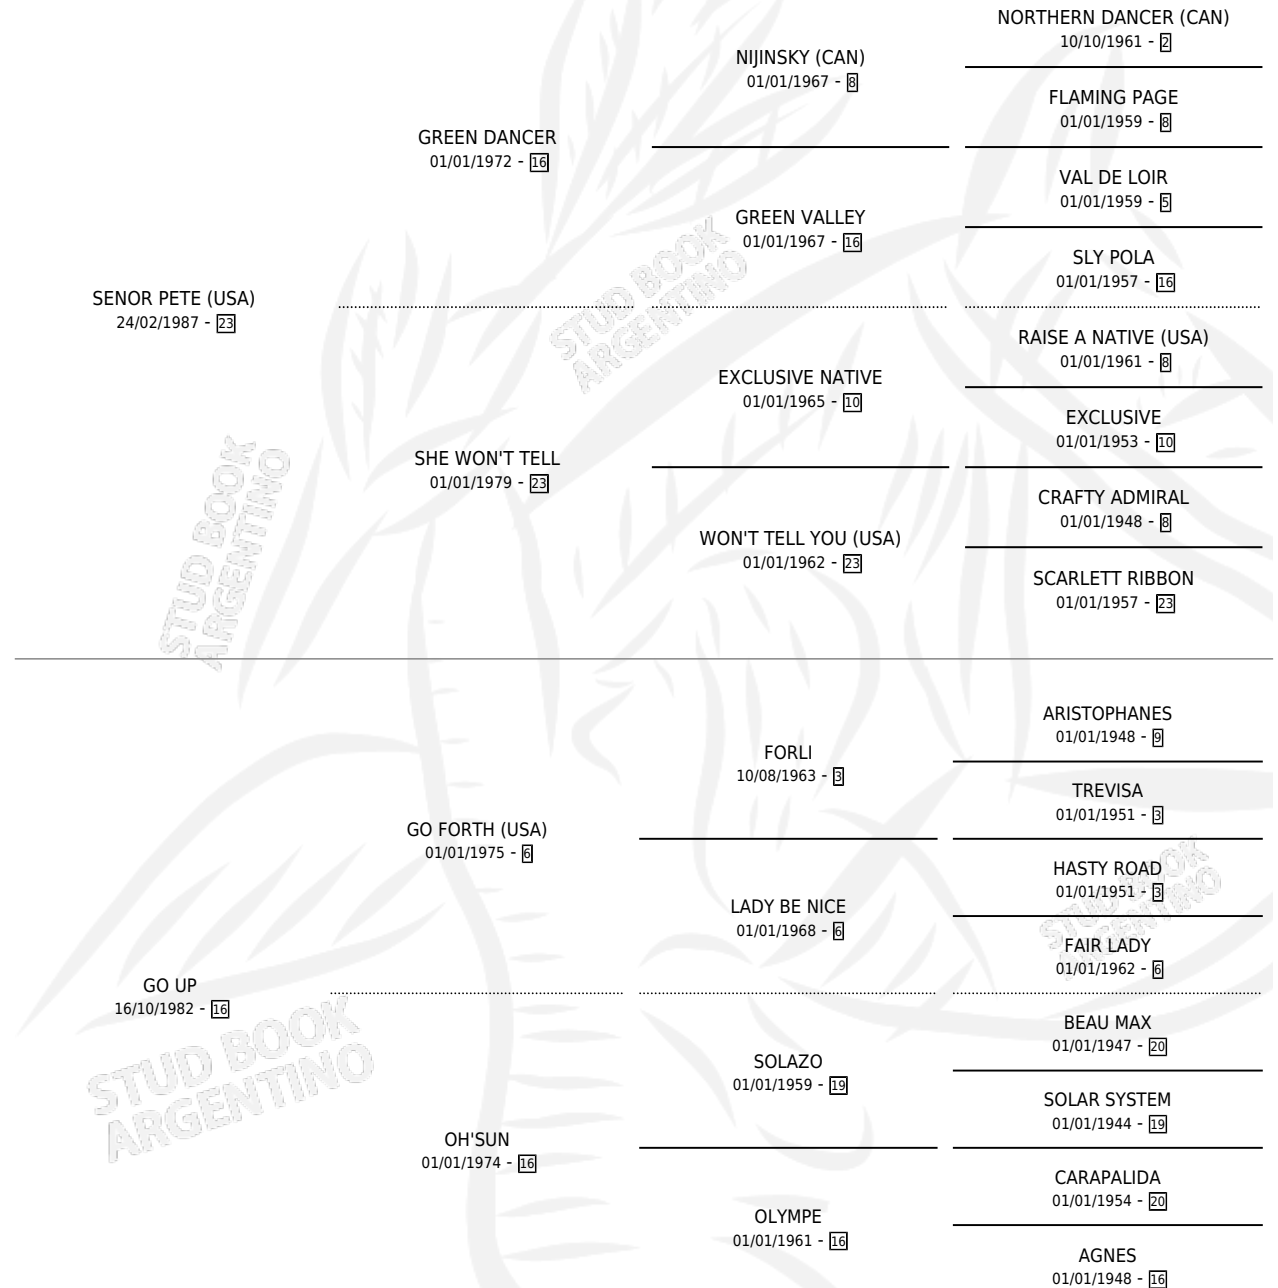 NORTHERN DANCER (CAN)
10/10/1961 - 2
NIJINSKY (CAN)
01/01/1967 - 8
FLAMING PAGE
01/01/1959 - 8
GREEN DANCER
01/01/1972 - 16
VAL DE LOIR
01/01/1959 - 5
GREEN VALLEY
01/01/1967 - 16
SLY POLA
01/01/1957 - 16
SENOR PETE (USA)
24/02/1987 - 23
RAISE A NATIVE (USA)
01/01/1961 - 8
EXCLUSIVE NATIVE
01/01/1965 - 10
EXCLUSIVE
01/01/1953 - 10
SHE WON'T TELL
01/01/1979 - 23
CRAFTY ADMIRAL
01/01/1948 - 8
WON'T TELL YOU (USA)
01/01/1962 - 23
SCARLETT RIBBON
01/01/1957 - 23
ARISTOPHANES
01/01/1948 - 9
FORLI
10/08/1963 - 3
TREVISA
01/01/1951 - 3
GO FORTH (USA)
01/01/1975 - 6
HASTY ROAD
01/01/1951 - 3
LADY BE NICE
01/01/1968 - 6
FAIR LADY
01/01/1962 - 6
GO UP
16/10/1982 - 16
BEAU MAX
01/01/1947 - 20
SOLAZO
01/01/1959 - 19
SOLAR SYSTEM
01/01/1944 - 19
OH'SUN
01/01/1974 - 16
CARAPALIDA
01/01/1954 - 20
OLYMPE
01/01/1961 - 16
AGNES
01/01/1948 - 16
STUD BOOK
ARGENTINO
STUD BOOK
ARGENTINO
STUD BOOK
ARGENTINO
STUD BOOK
ARGENTINO